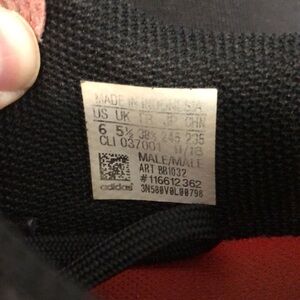 MADE IN INDONESIA
US UK FR JP CHN
6 5½ 38⅔ 245 235
CLI 037001 11/18
MALE/MALE
ART BB1032
#116612362
adidas 3N580V0L00798